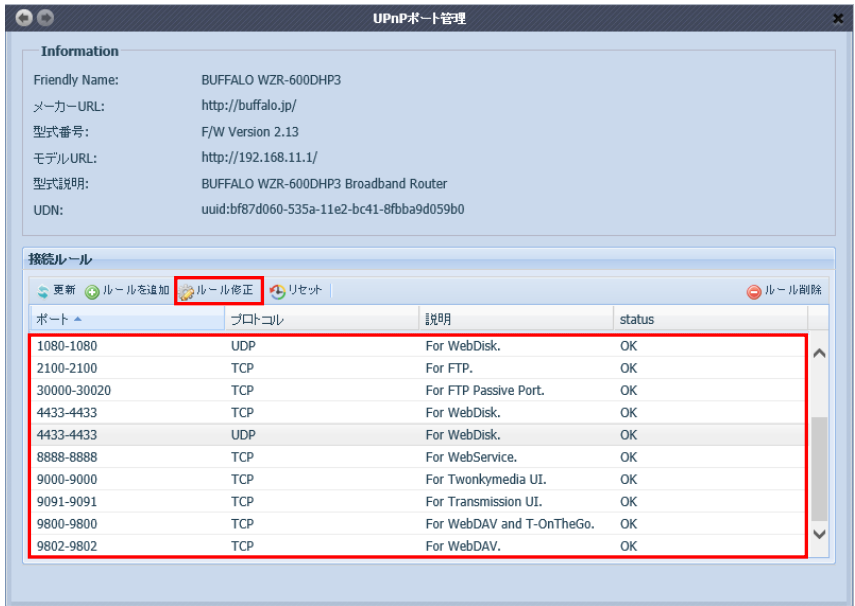 UPnPポート管理
Information
Friendly Name: BUFFALO WZR-600DHP3
メーカーURL: http://buffalo.jp/
型式番号: F/W Version 2.13
モデルURL: http://192.168.11.1/
型式説明: BUFFALO WZR-600DHP3 Broadband Router
UDN: uuid:bf87d060-535a-11e2-bc41-8fbba9d059b0
接続ルール
更新 ルールを追加 ルール修正 リセット ルール削除
ポート プロトコル 説明 status
1080-1080 UDP For WebDisk. OK
2100-2100 TCP For FTP. OK
30000-30020 TCP For FTP Passive Port. OK
4433-4433 TCP For WebDisk. OK
4433-4433 UDP For WebDisk. OK
8888-8888 TCP For WebService. OK
9000-9000 TCP For Twonkymedia UI. OK
9091-9091 TCP For Transmission UI. OK
9800-9800 TCP For WebDAV and T-OnTheGo. OK
9802-9802 TCP For WebDAV. OK